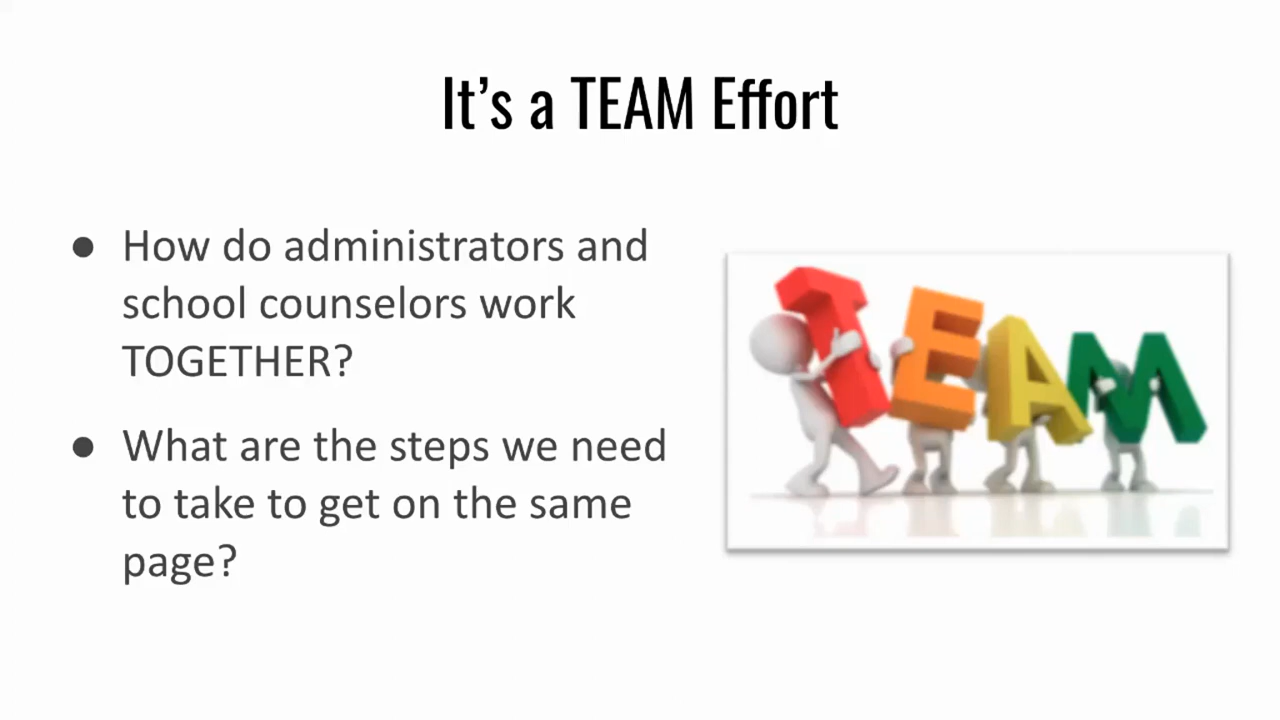 It’s a TEAM Effort
● How do administrators and
school counselors work
TOGETHER?
● What are the steps we need
to take to get on the same
page?
TEAM